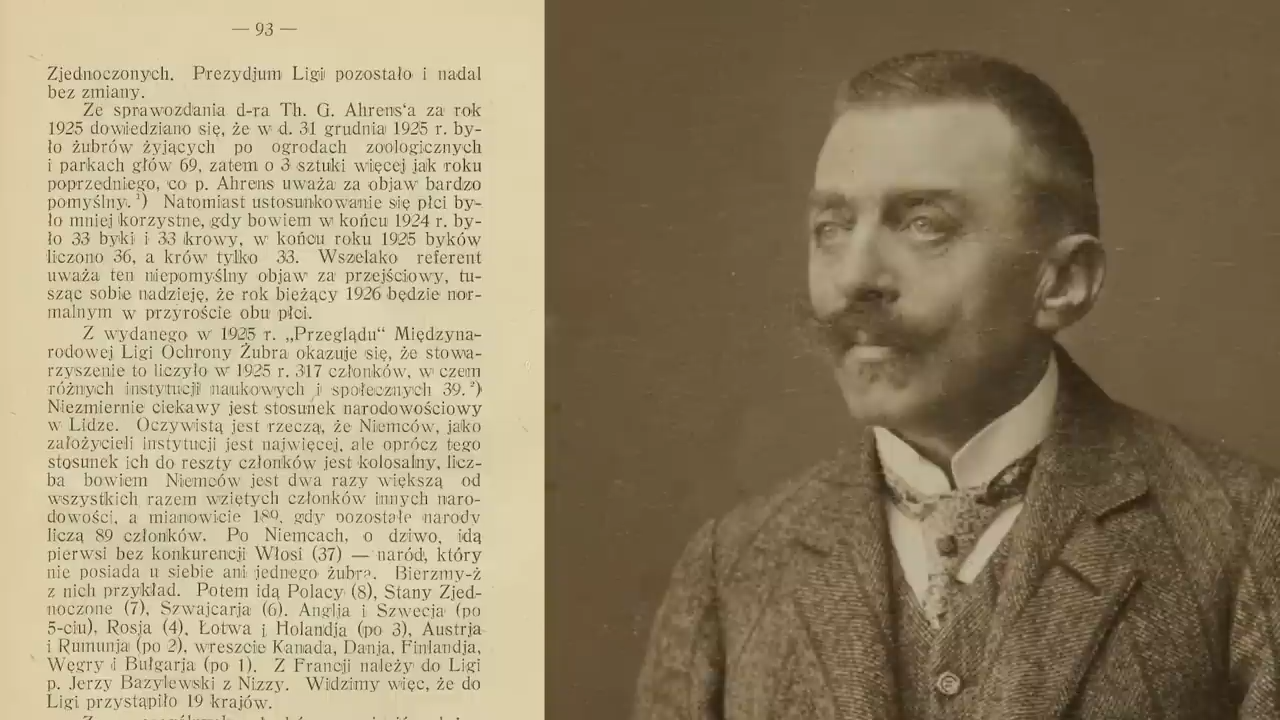 — 93 —
Zjednoczonych. Prezydjum Ligi pozostało i nadal
bez zmiany.
Ze sprawozdania d-ra Th. G. Ahrens'a za rok
1925 dowiedziano się, że w d. 31 grudnia 1925 r. by-
ło żubrów żyjących po ogrodach zoologicznych
i parkach głów 69, zatem o 3 sztuki więcej jak roku
poprzedniego, co p. Ahrens uważa za objaw bardzo
pomyślny. ¹) Natomiast ustosunkowanie się płci by-
ło mniej korzystne, gdy bowiem w końcu 1924 r. by-
ło 33 byki i 33 krowy, w końcu roku 1925 byków
liczono 36, a krów tylko 33. Wszelako referent
uważa ten niepomyślny objaw za przejściowy, tu-
sząc sobie nadzieję, że rok bieżący 1926 będzie nor-
malnym w przyroście obu płci.
Z wydanego w 1925 r. „Przeglądu“ Międzyna-
rodowej Ligi Ochrony Żubra okazuje się, że stowa-
rzyszenie to liczyło w 1925 r. 317 członków, w czem
różnych instytucji naukowych i społecznych 39. ²)
Niezmiernie ciekawy jest stosunek narodowościowy
w Lidze. Oczywistą jest rzeczą, że Niemców, jako
założycieli instytucji jest najwięcej, ale oprócz tego
stosunek ich do reszty członków jest kolosalny, licz-
ba bowiem Niemców jest dwa razy większą od
wszystkich razem wziętych członków innych naro-
dowości, a mianowicie 189, gdy pozostałe narody
liczą 89 członków. Po Niemcach, o dziwo, idą
pierwsi bez konkurencji Włosi (37) — naród, który
nie posiada u siebie ani jednego żubra. Bierzmy-ż
z nich przykład. Potem idą Polacy (8), Stany Zjed-
noczone (7), Szwajcarja (6), Anglja i Szwecja (po
5-ciu), Rosja (4), Łotwa i Holandja (po 3), Austrja
i Rumunja (po 2), wreszcie Kanada, Danja, Finlandja,
Węgry i Bułgarja (po 1). Z Francji należy do Ligi
p. Jerzy Bazylewski z Nizzy. Widzimy więc, że do
Ligi przystąpiło 19 krajów.